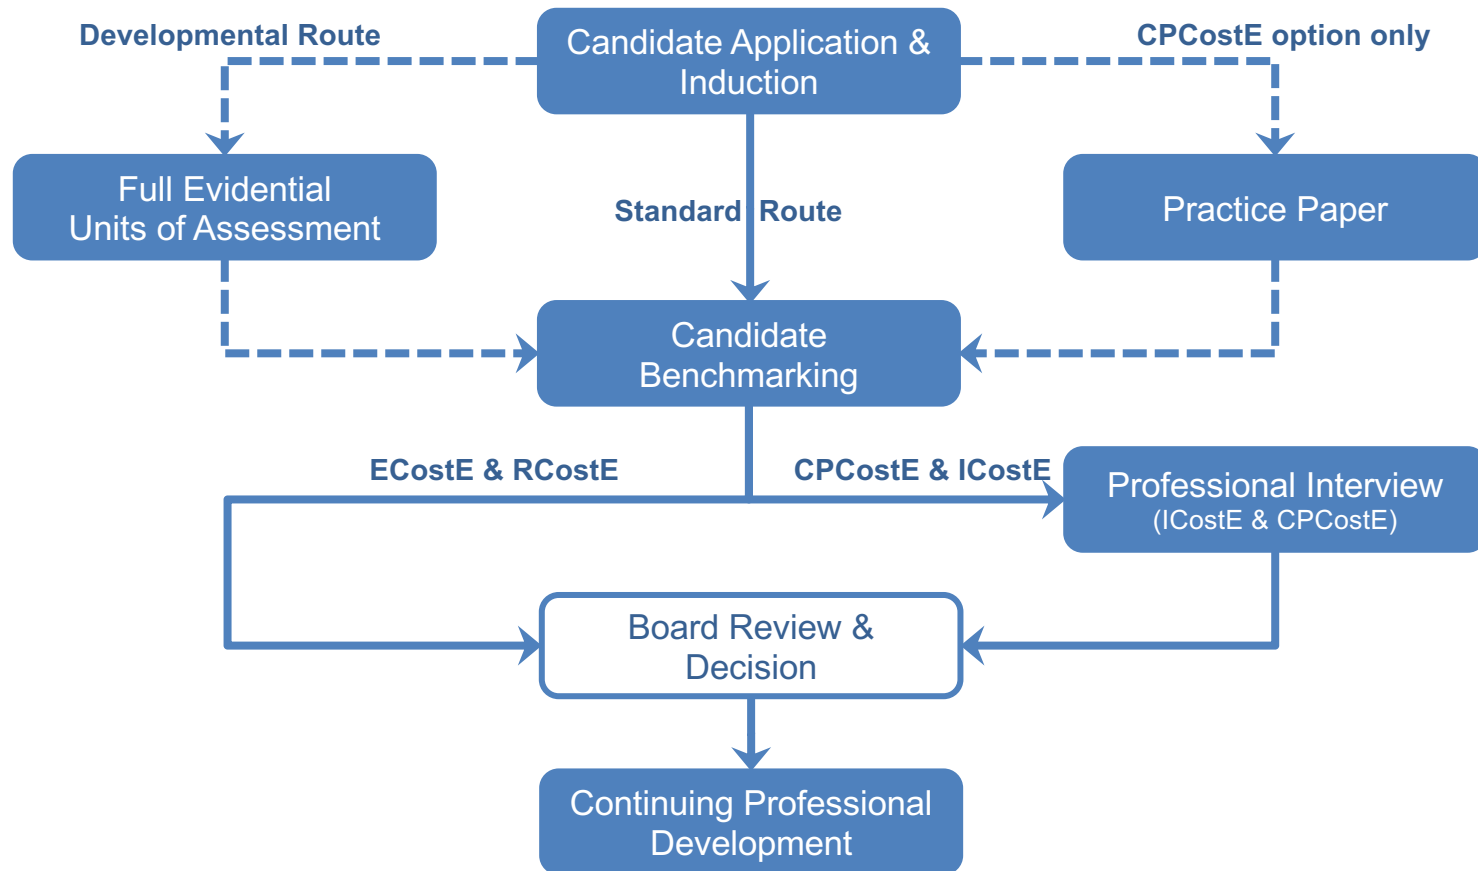 Developmental Route
Candidate Application &
Induction
CPCostE option only
Full Evidential
Units of Assessment
Standard Route
Practice Paper
Candidate
Benchmarking
ECostE & RCostE
CPCostE & ICostE
Professional Interview
(ICostE & CPCostE)
Board Review &
Decision
Continuing Professional
Development